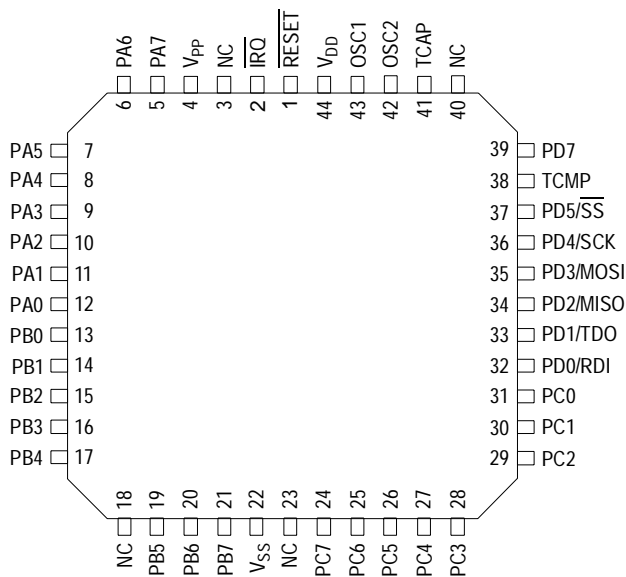 PA6 PA7 VPP NC IRQ RESET VDD OSC1 OSC2 TCAP NC
6 5 4 3 2 1 44 43 42 41 40
PA5 7 39 PD7
PA4 8 38 TCMP
PA3 9 37 PD5/SS
PA2 10 36 PD4/SCK
PA1 11 35 PD3/MOSI
PA0 12 34 PD2/MISO
PB0 13 33 PD1/TDO
PB1 14 32 PD0/RDI
PB2 15 31 PC0
PB3 16 30 PC1
PB4 17 29 PC2
18 19 20 21 22 23 24 25 26 27 28
NC PB5 PB6 PB7 VSS NC PC7 PC6 PC5 PC4 PC3